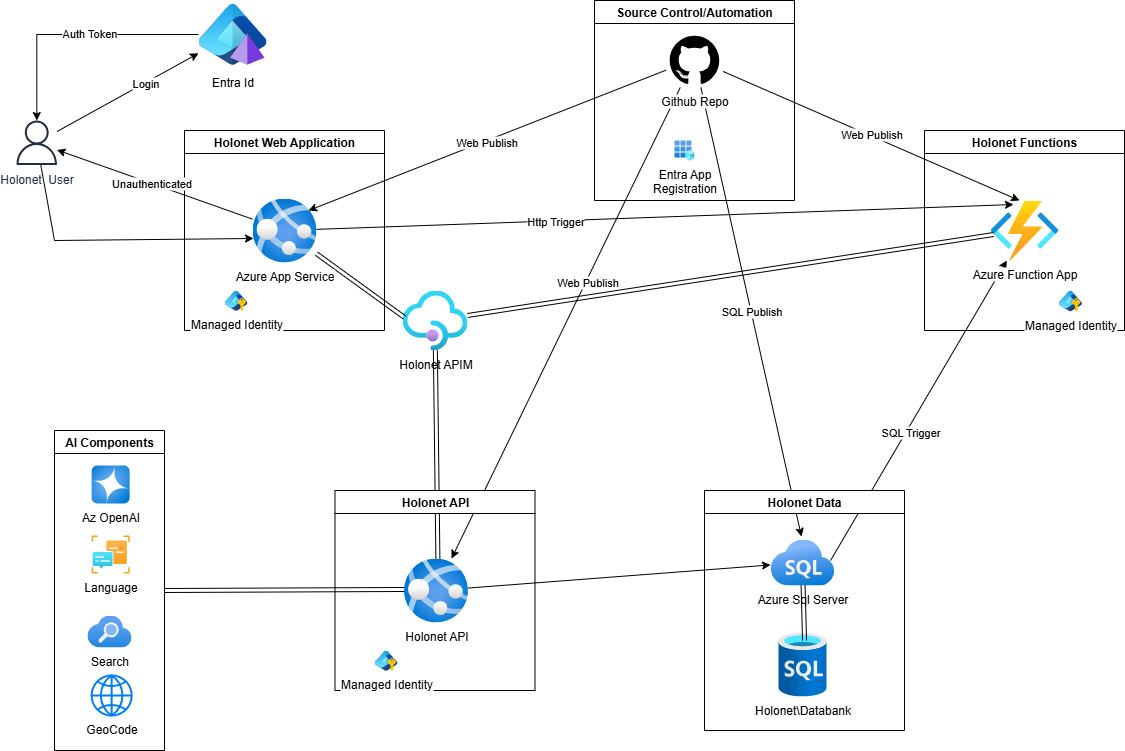 Source Control/Automation
Auth Token
Login
Entra Id
Github Repo
Holonet User
Holonet Web Application
Web Publish
Web Publish
Holonet Functions
Unauthenticated
Entra App
Registration
Http Trigger
Azure App Service
Azure Function App
Web Publish
Managed Identity
SQL Publish
Managed Identity
Holonet APIM
SQL Trigger
AI Components
Az OpenAI
Language
Search
GeoCode
Holonet API
Holonet API
Managed Identity
Holonet Data
SQL
Azure Sql Server
SQL
Holonet\Databank